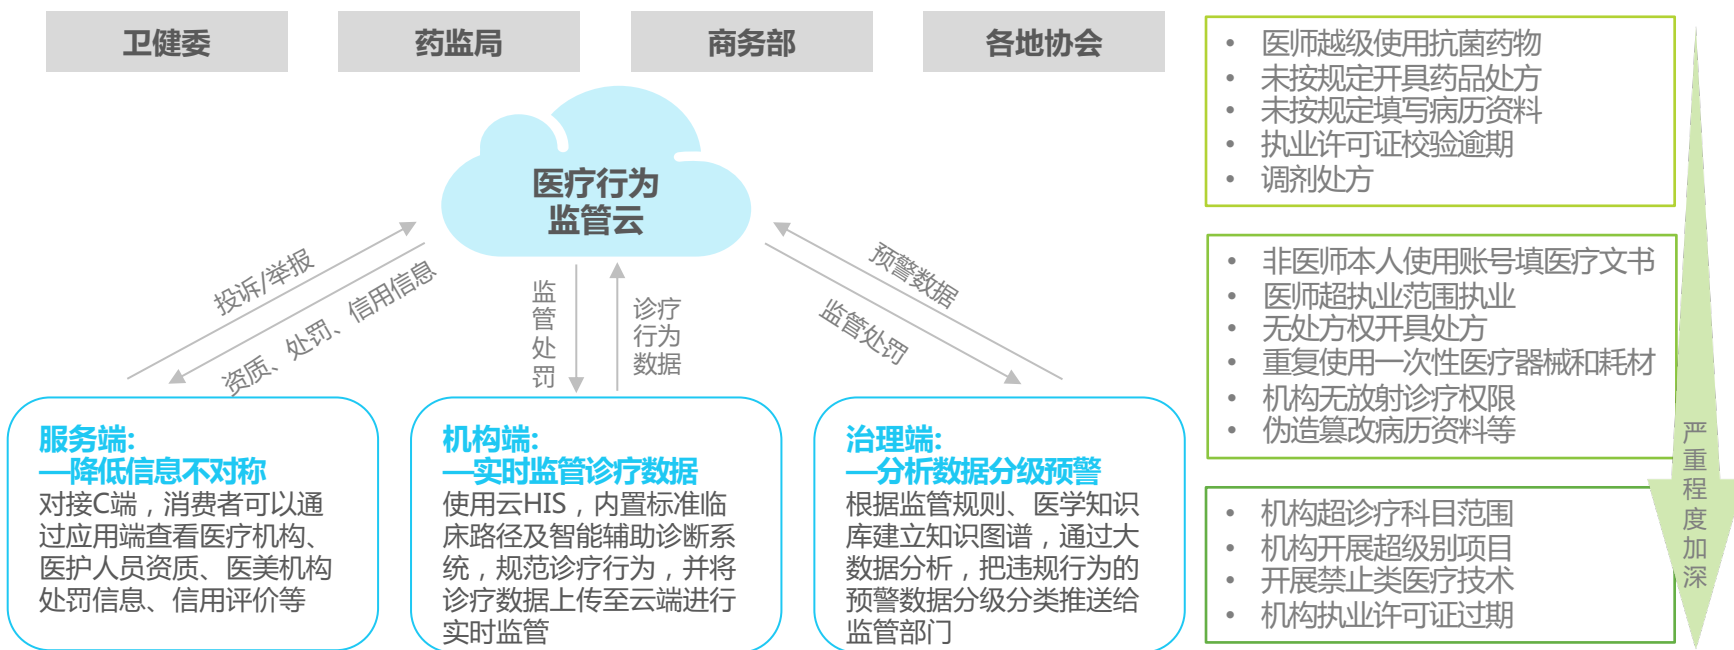 卫健委
药监局
商务部
各地协会
医疗行为
监管云
投诉/举报
资质、处罚、信用信息
监管处罚
诊疗
行为
数据
预警数据
监管处罚
服务端:
—降低信息不对称
对接C端，消费者可以通
过应用端查看医疗机构、
医护人员资质、医美机构
处罚信息、信用评价等
机构端:
—实时监管诊疗数据
使用云HIS，内置标准临
床路径及智能辅助诊断系
统，规范诊疗行为，并将
诊疗数据上传至云端进行
实时监管
治理端:
—分析数据分级预警
根据监管规则、医学知识
库建立知识图谱，通过大
数据分析，把违规行为的
预警数据分级分类推送给
监管部门
• 医师越级使用抗菌药物
• 未按规定开具药品处方
• 未按规定填写病历资料
• 执业许可证校验逾期
• 调剂处方
• 非医师本人使用账号填医疗文书
• 医师超执业范围执业
• 无处方权开具处方
• 重复使用一次性医疗器械和耗材
• 机构无放射诊疗权限
• 伪造篡改病历资料等
• 机构超诊疗科目范围
• 机构开展超级别项目
• 开展禁止类医疗技术
• 机构执业许可证过期
严重程度加深